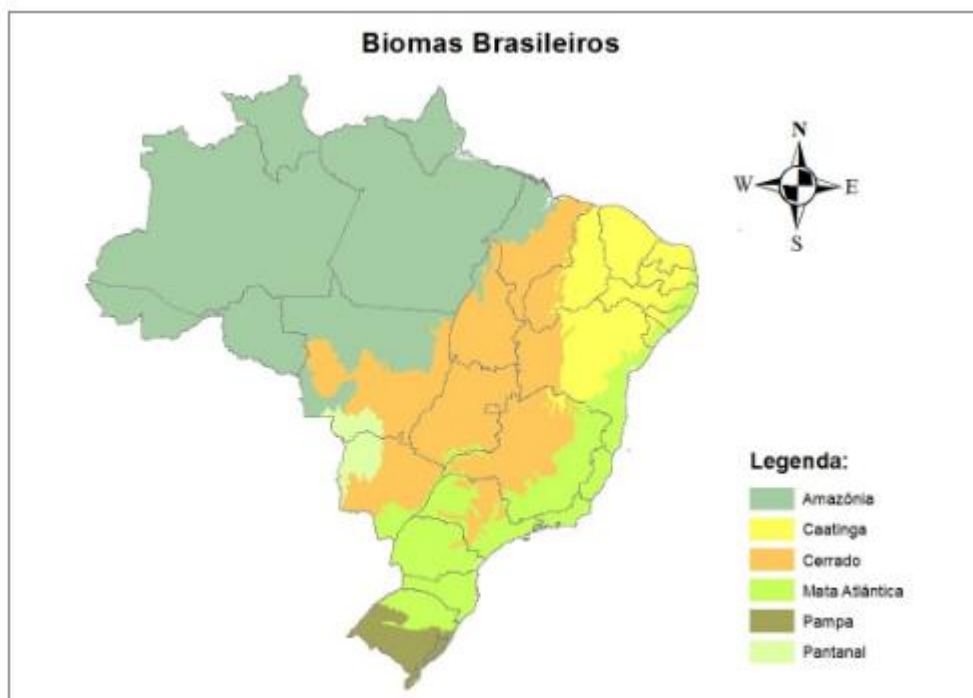 Biomas Brasileiros
N
W
E
S
Legenda:
Amazônia
Caatinga
Cerrado
Mata Atlântica
Pampa
Pantanal